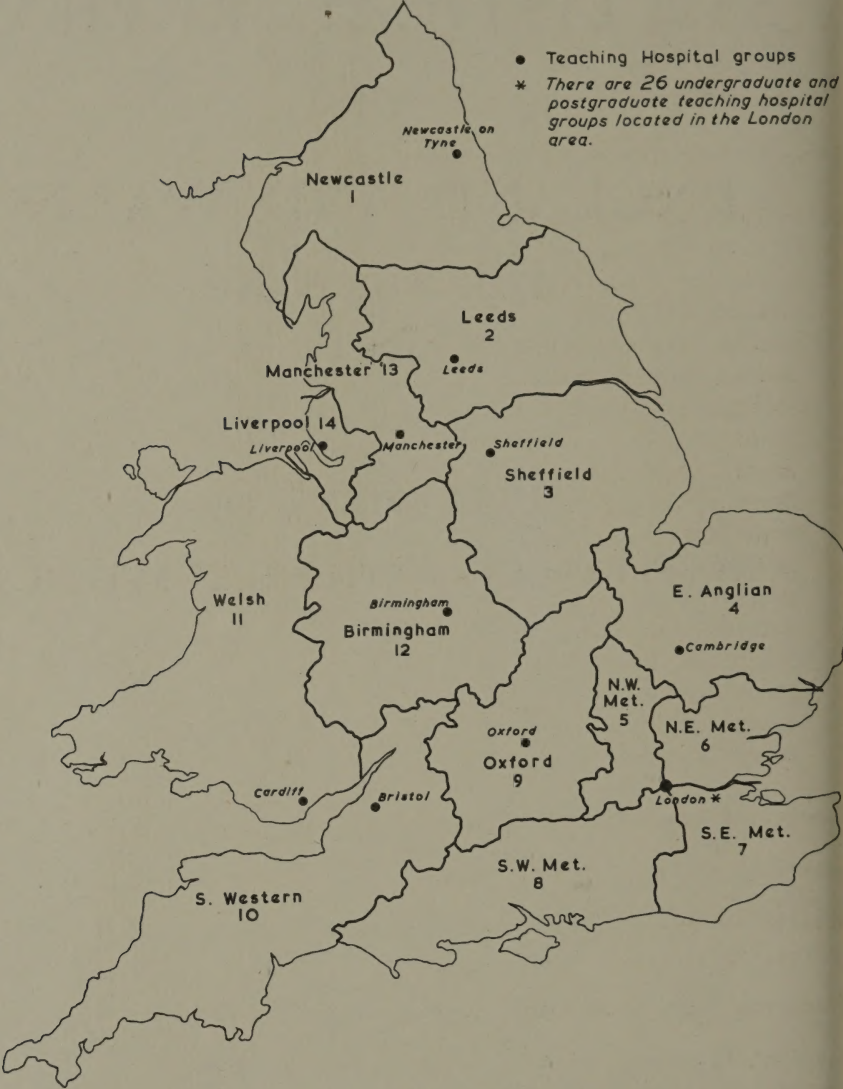 ● Teaching Hospital groups
* There are 26 undergraduate and
postgraduate teaching hospital
groups located in the London
area.
Newcastle on
Tyne
Newcastle
1
Leeds
2
Leeds
Manchester 13
Liverpool 14
Liverpool
Manchester
Sheffield
Sheffield
3
Welsh
11
Birmingham
Birmingham
12
E. Anglian
4
Cambridge
N.W.
Met.
5
N.E. Met.
6
Oxford
Oxford
9
London *
Cardiff
Bristol
S.E. Met.
7
S.W. Met.
8
S. Western
10